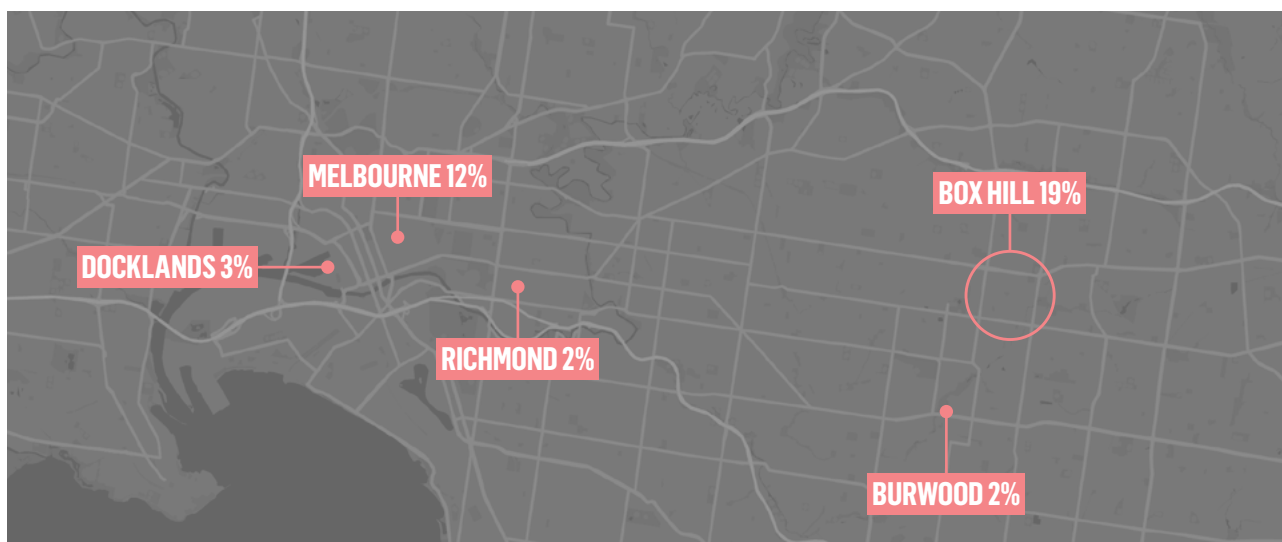 MELBOURNE 12%
BOX HILL 19%
DOCKLANDS 3%
RICHMOND 2%
BURWOOD 2%